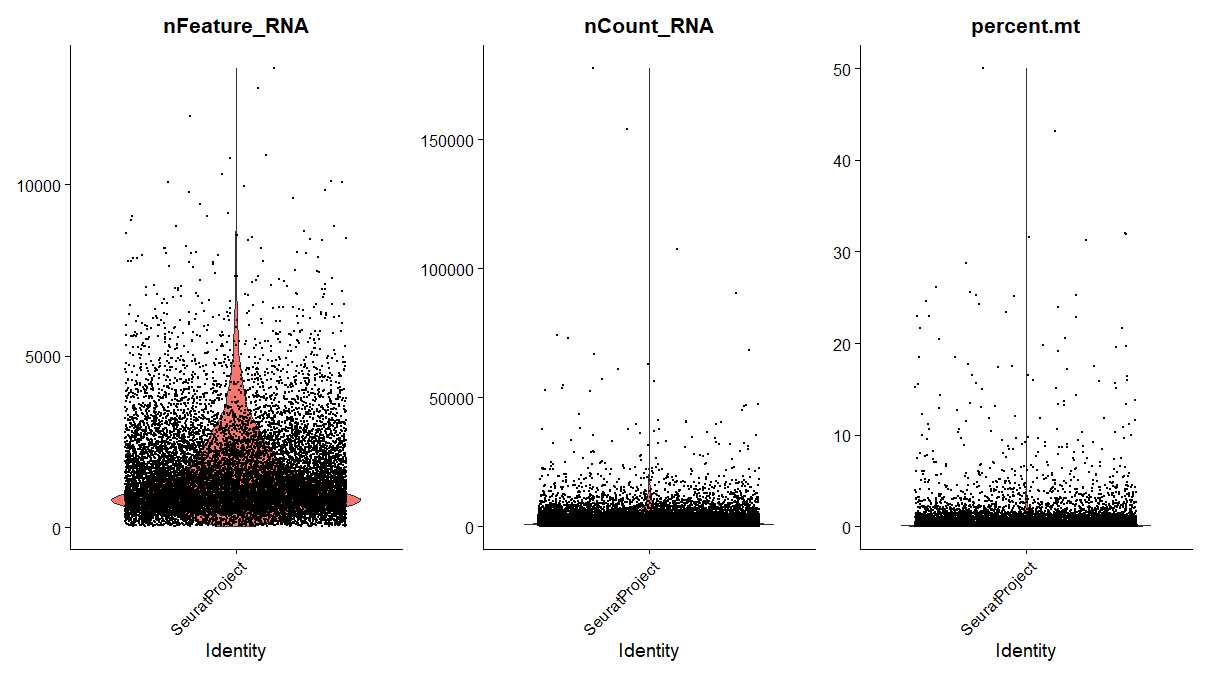 nFeature_RNA
10000
5000
0
SeuratProject
Identity
nCount_RNA
150000
100000
50000
0
SeuratProject
Identity
percent.mt
50
40
30
20
10
0
SeuratProject
Identity